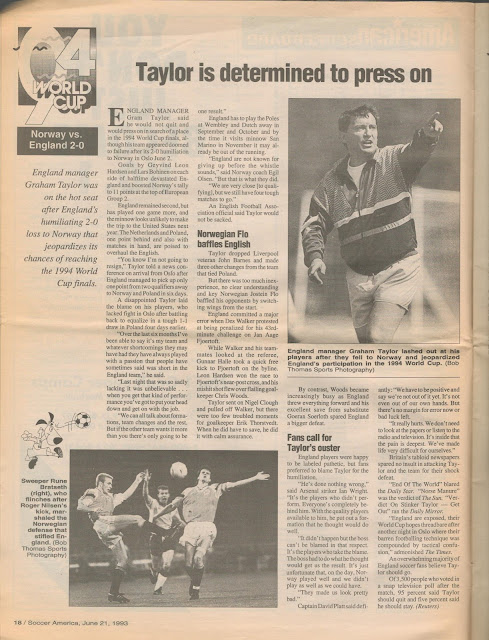 94
WORLD
CUP
Norway vs.
England 2-0
England manager
Graham Taylor was
on the hot seat
after England's
humiliating 2-0
loss to Norway that
jeopardizes its
chances of reaching
the 1994 World
Cup finals.
Taylor is determined to press on
ENGLAND MANAGER
Gram Taylor said
he would not quit and
would press on in search of a place
in the 1994 World Cup finals, although
his team appeared doomed
to failure after its 2-0 humiliation
to Norway in Oslo June 2.
Goals by Geyvind Leonhardsen
and Lars Bohinen on each
side of halftime devastated England
and boosted Norway's tally
to 11 points at the top of European
Group 2.
England remained second, but
has played one more game, and
the minnow looks unlikely to make
the trip to the United States next
year. The Netherlands and Poland,
one point behind and also with
matches in hand, are poised to
overhaul the English.
"You know I'm not going to
resign," Taylor told a news conference
on arrival from Oslo after
England managed to pick up only
one point from two qualifiers away
to Norway and Poland in six days.
A disappointed Taylor laid
the blame on his players, who
lacked fight in Oslo after battling
back to equalize in a tough 1-1
draw in Poland four days earlier.
"Over the last six months I've
been able to say it's my team and
whatever shortcomings they may
have had they have always played
with a passion that people have
sometimes said was short in the
England team," he said.
"Last night that was so sadly
lacking it was unbelievable . . .
when you get that kind of performance
you've got to put your head
down and get on with the job.
"We can all talk about formations,
team changes and the rest.
But if the other team wants it more
than you there's only going to be
one result."
England has to play the Poles
at Wembley and Dutch away in
September and October and by
the time it visits minnow San
Marino in November it may already
be out of the running.
"England are not known for
giving up before the whistle
sounds," said Norway coach Egil
Olsen. "But that is what they did.
"We are very close [to qualifying],
but we still have four tough
matches to go."
An English Football Association
official said Taylor would
not be sacked.
Norwegian Flo
baffles English
Taylor dropped Liverpool
veteran John Barnes and made
three other changes from the team
that tied Poland.
But there was too much inexperience,
no clear understanding
and key Norwegian Jostein Flo
baffled his opponents by switching
wings from the start.
England committed a major
error when Des Walker protested
at being penalized for his 43rd-minute
challenge on Jan Aage
Fjoertoft.
While Walker and his teammates
looked at the referee,
Gunnar Halle took a quick free
kick to Fjoertoft on the byline.
Leon Hardsen won the race to
Fjoertoft's near-post cross, and his
mishit shot flew over flailing goalkeeper
Chris Woods.
Taylor sent on Nigel Clough
and pulled off Walker, but there
were too few troubled moments
for goalkeeper Erik Thorstvedt.
When he did have to save, he did
it with calm assurance.
England manager Graham Taylor lashed out at his
players after they fell to Norway and jeopardized
England's participation in the 1994 World Cup. (Bob
Thomas Sports Photography)
By contrast, Woods became
increasingly busy as England
threw everything forward and his
excellent save from substitute
Goeran Soerloth spared England
a bigger defeat.
Fans call for
Taylor's ouster
England players were happy
to be labeled pathetic, but fans
preferred to blame Taylor for the
humiliation.
"He's done nothing wrong,"
said Arsenal striker Ian Wright.
"It's the players who didn't perform.
Everyone's completely behind
him. With the quality players
available to him, he put out a formation
that he thought would do
well.
"It didn't happen but the boss
can't be blamed in that respect.
It's the players who take the blame.
The boss had to do what he thought
would get us the result. It's just
unfortunate that, on the day, Norway
played well and we didn't
play as well as we could have.
"They made us look pretty
bad."
Captain David Platt said defiantly:
"We have to be positive and
say we're not out of it yet. It's not
even out of our own hands. But
there's no margin for error now or
bad luck left.
"It really hurts. We don't need
to look at the papers or listen to the
radio and television. It's inside that
the pain is deepest. We've made
life very difficult for ourselves."
Britain's tabloid newspapers
spared no insult in attacking Taylor
and the team for their shock
defeat.
"End Of The World" blared
the Daily Star. "Norse Manure"
was the verdict of The Sun. "Verdict
On Sinker Taylor — Get
Out" ran the Daily Mirror.
"England are exposed, their
World Cup hopes threadbare after
another night in Oslo where their
barren footballing technique was
compounded by tactical confusion,"
admonished The Times.
An overwhelming majority of
England soccer fans believe Taylor
should go.
Of 1,500 people who voted in a
snap television poll after the
match, 95 percent said Taylor
should quit and five percent said
he should stay. (Reuters)
Sweeper Rune
Bratseth
(right), who
flinches after
Roger Nilsen's
kick, marshaled
the
Norwegian
defense that
stifled England.
(Bob
Thomas Sports
Photography)
18 / Soccer America, June 21, 1993